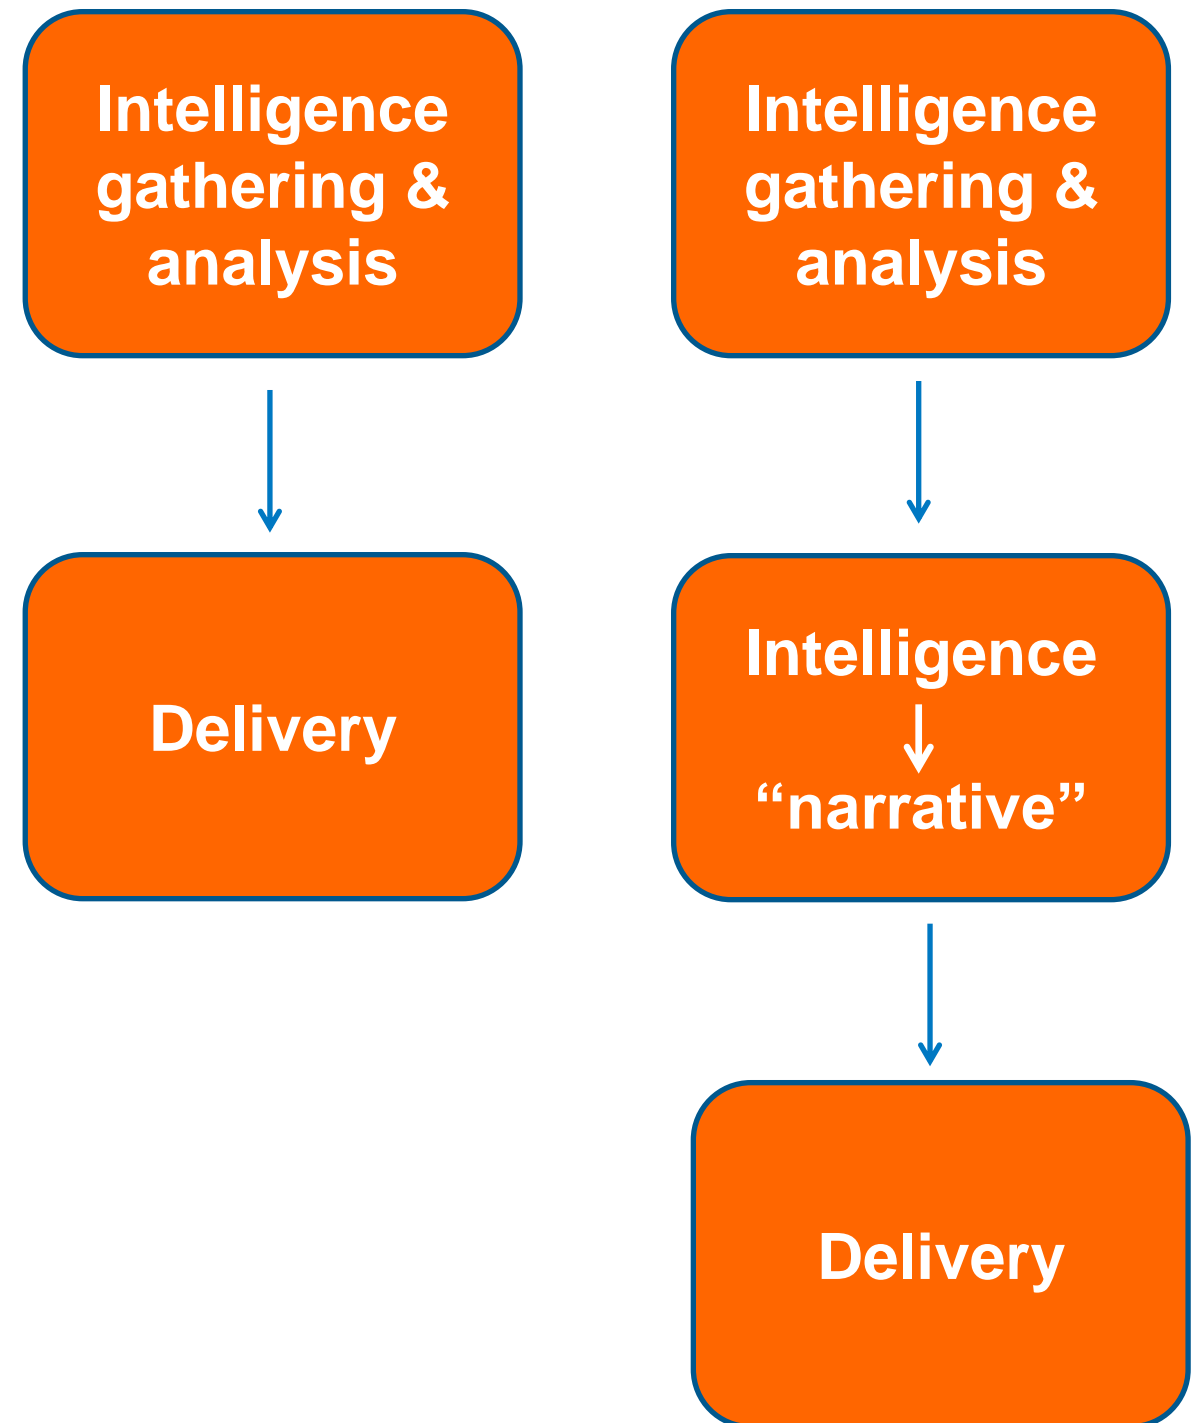 Intelligence
gathering &
analysis
Delivery
Intelligence
gathering &
analysis
Intelligence
“narrative”
Delivery